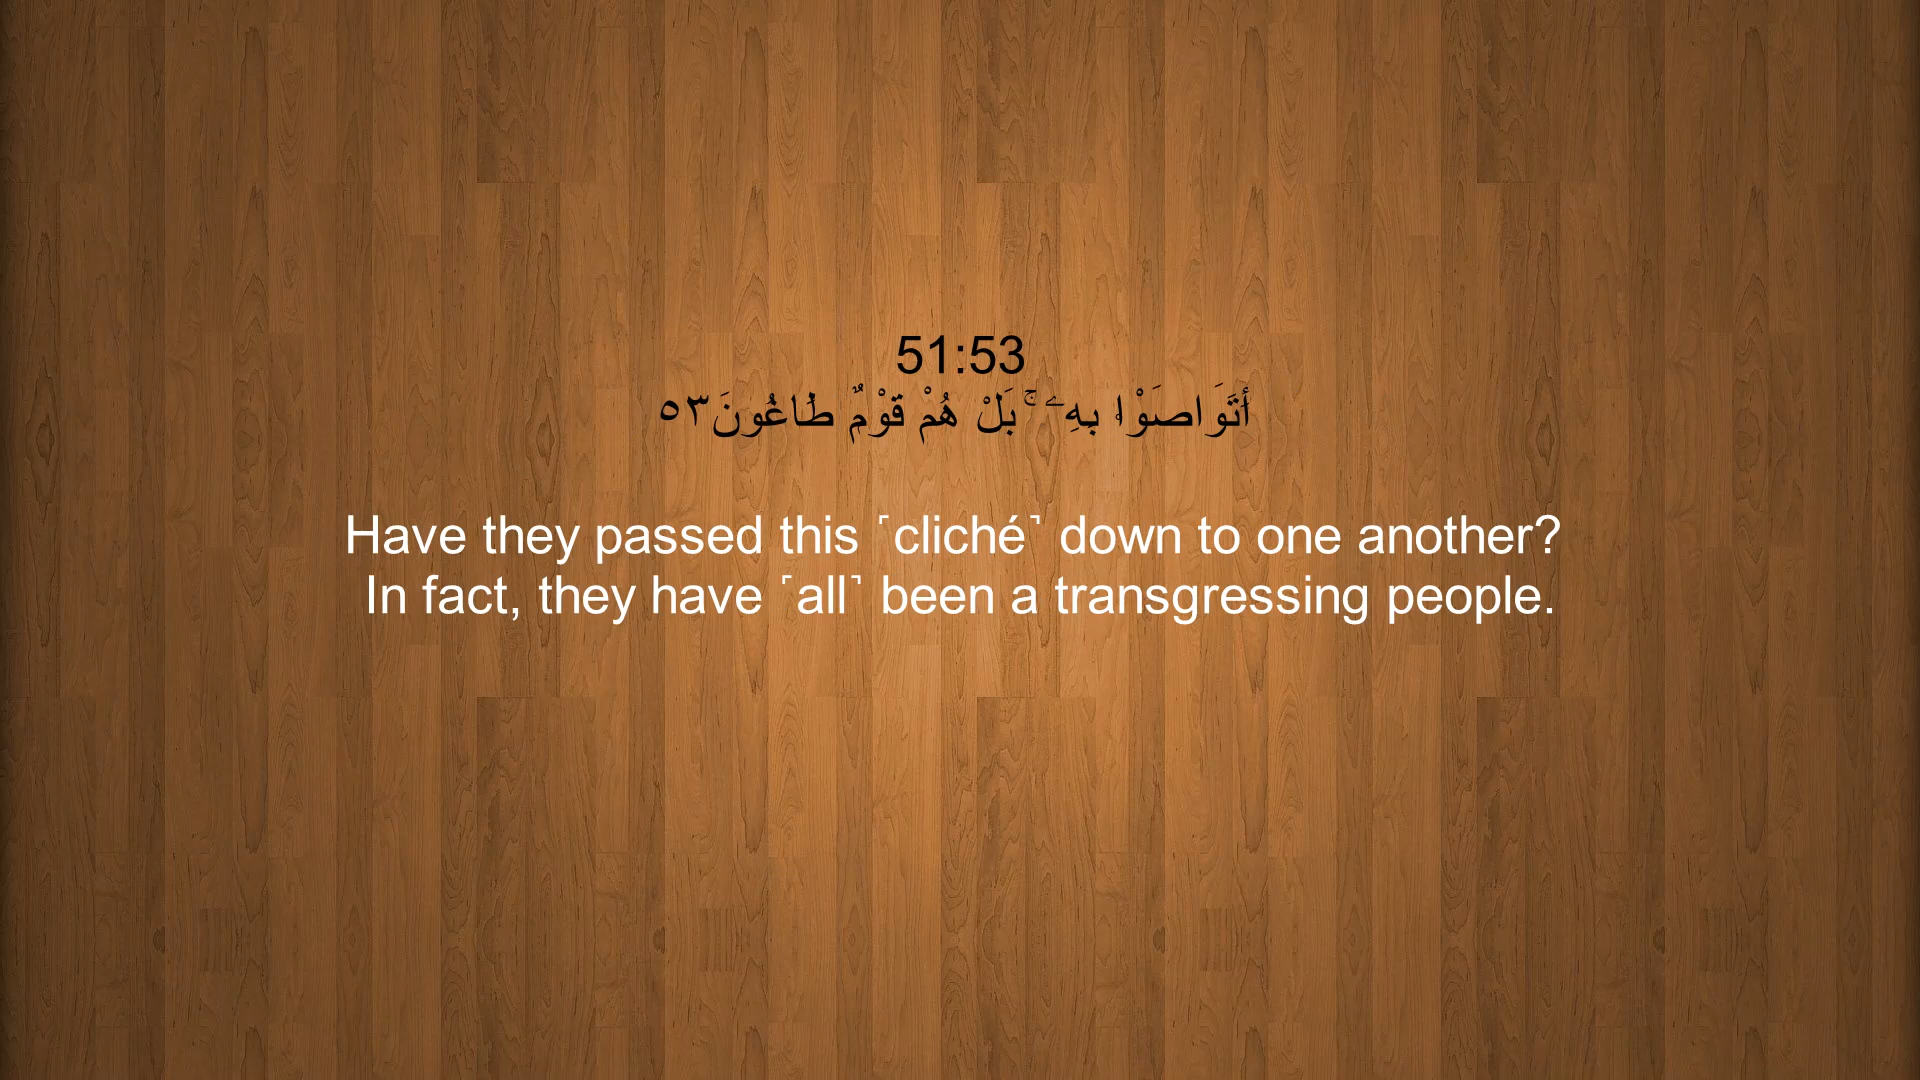 51:53
أَتَوَاصَوْا۟ بِهِۦ ۚ بَلْ هُمْ قَوْمٌۭ طَاغُونَ٥٣
Have they passed this ˹cliché˺ down to one another?
In fact, they have ˹all˺ been a transgressing people.